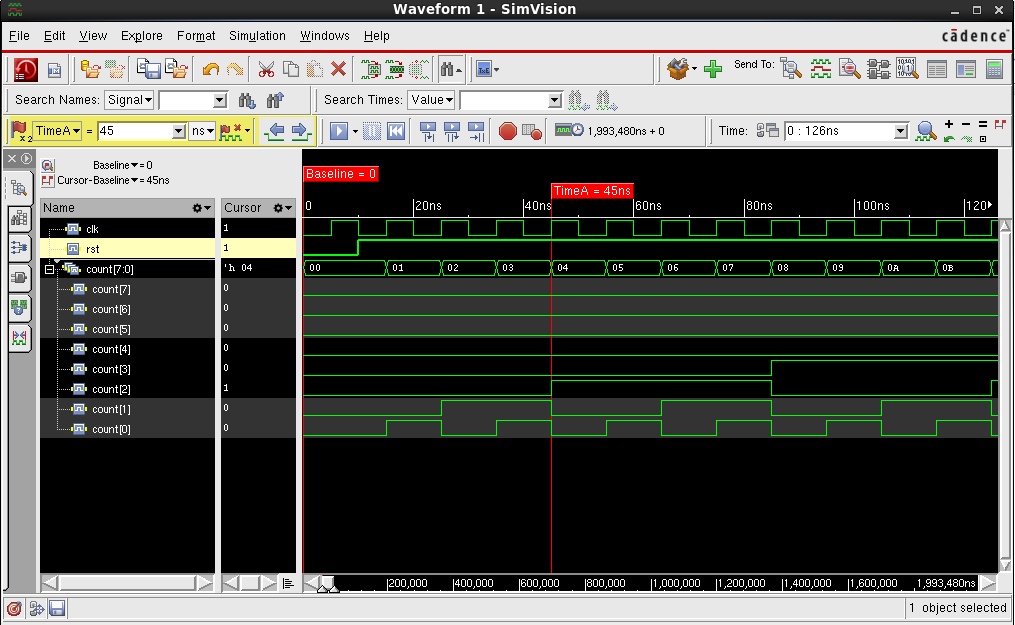 Waveform 1 - SimVision
File Edit View Explore Format Simulation Windows Help cādence
Send To:
Search Names: Signal Search Times: Value
TimeA = 45 ns 1,993,480ns + 0 Time: 0 : 126ns
Baseline = 0
Cursor-Baseline = 45ns
Baseline = 0
TimeA = 45ns
Name Cursor 0 20ns 40ns 60ns 80ns 100ns 120
clk 1
rst 1
count[7:0] 'h 04 00 01 02 03 04 05 06 07 08 09 0A 0B
count[7] 0
count[6] 0
count[5] 0
count[4] 0
count[3] 0
count[2] 1
count[1] 0
count[0] 0
200,000 400,000 600,000 800,000 1,000,000 1,200,000 1,400,000 1,600,000 1,993,480ns
1 object selected